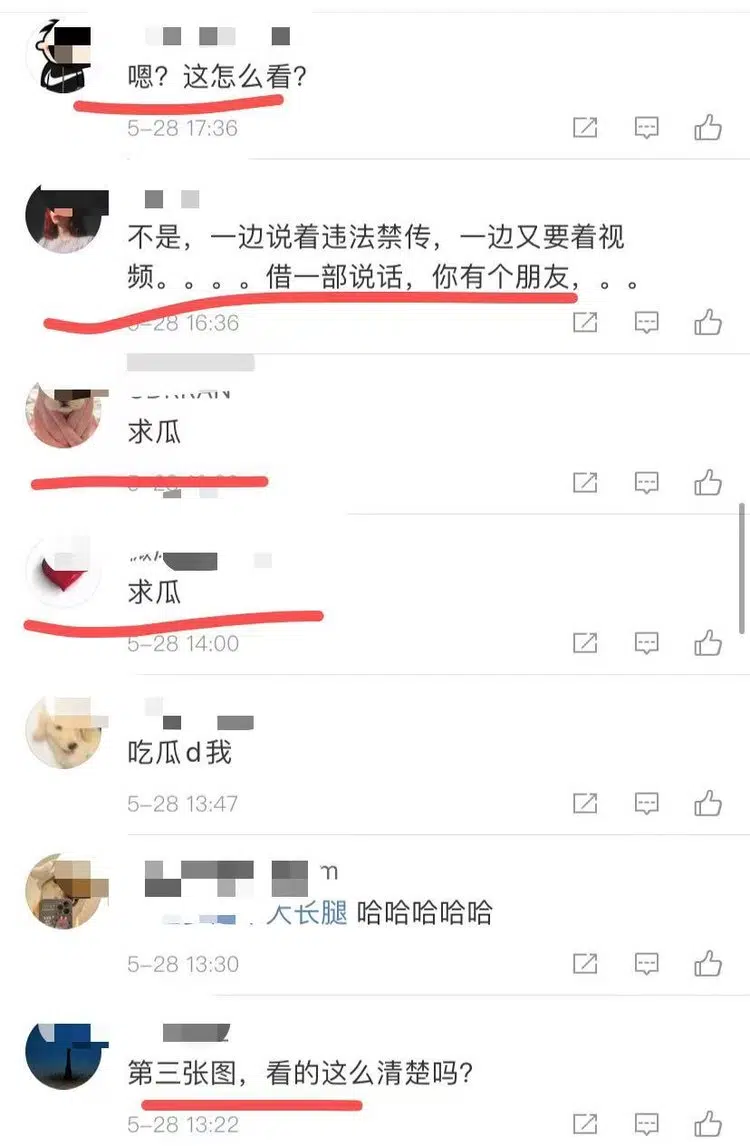 嗯？这怎么看？
5-28 17:36
不是，一边说着违法禁传，一边又要着视
频。。。。借一部说话，你有个朋友，。。
5-28 16:36
求瓜
求瓜
5-28 14:00
吃瓜d我
5-28 13:47
m
大长腿 哈哈哈哈哈
5-28 13:30
第三张图，看的这么清楚吗？
5-28 13:22